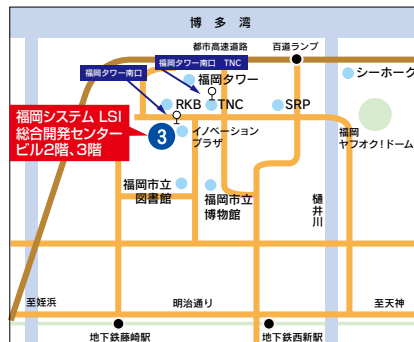 博多湾
都市高速道路
百道ランプ
福岡タワー南口
福岡タワー南口 TNC
福岡タワー
シーホーク
RKB
TNC
SRP
福岡システム LSI
総合開発センター
ビル2階、3階
3
イノベーション
プラザ
福岡
ヤフオク!ドーム
福岡市立
図書館
福岡市立
博物館
樋井川
至姪浜
明治通り
至天神
地下鉄藤崎駅
地下鉄西新駅